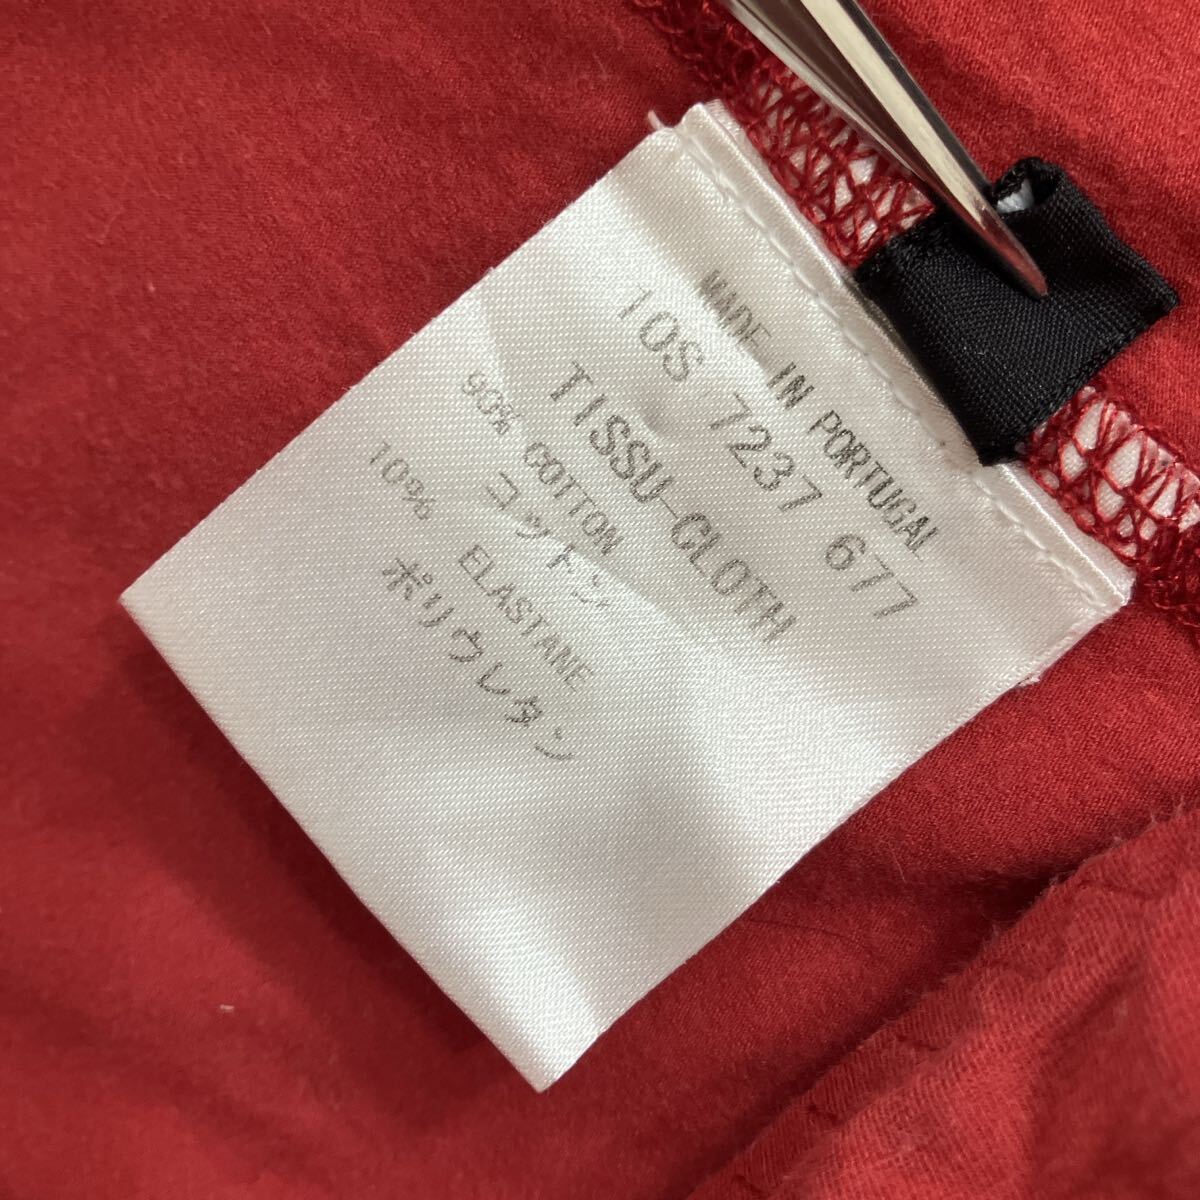 MADE IN PORTUGAL
10S 7237 677
TISSU-CLOTH
90% COTTON
コットン
10% ELASTANE
ポリウレタン